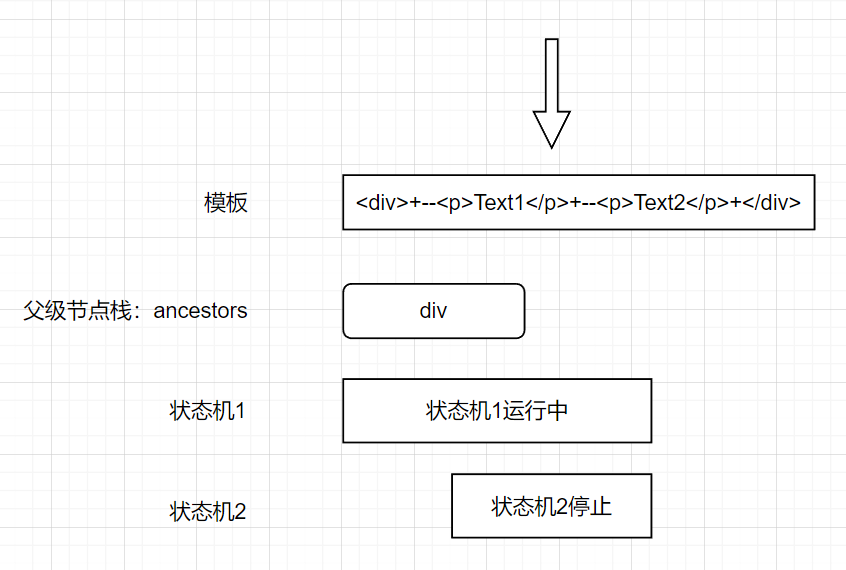 模板
<div>+--<p>Text1</p>+--<p>Text2</p>+</div>
父级节点栈：ancestors
div
状态机1
状态机1运行中
状态机2
状态机2停止